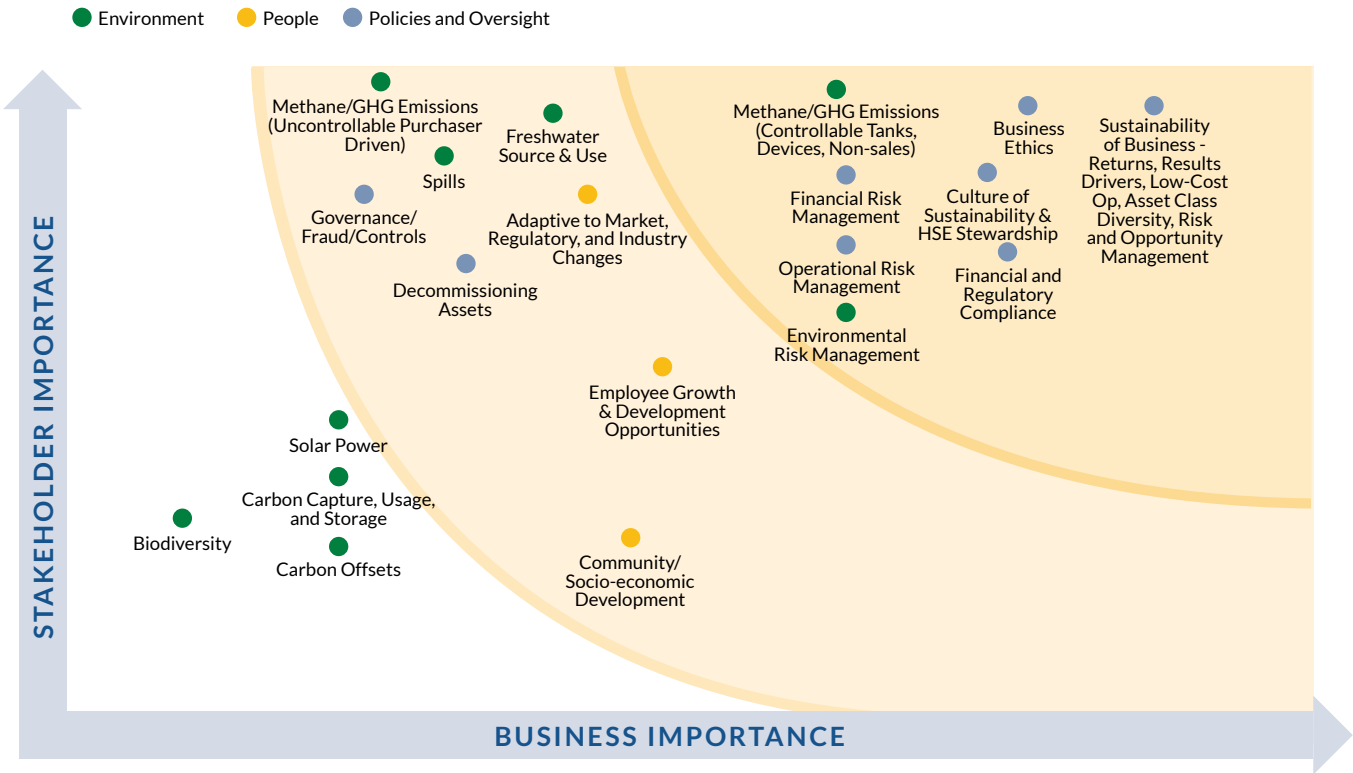 Environment
People
Policies and Oversight
STAKEHOLDER IMPORTANCE
Methane/GHG Emissions
(Uncontrollable Purchaser
Driven)
Freshwater
Source & Use
Spills
Governance/
Fraud/Controls
Adaptive to Market,
Regulatory, and Industry
Changes
Decommissioning
Assets
Methane/GHG Emissions
(Controllable Tanks,
Devices, Non-sales)
Business
Ethics
Sustainability
of Business -
Returns, Results
Drivers, Low-Cost
Op, Asset Class
Diversity, Risk
and Opportunity
Management
Financial Risk
Management
Culture of
Sustainability &
HSE Stewardship
Operational Risk
Management
Financial and
Regulatory
Compliance
Environmental
Risk Management
Employee Growth
& Development
Opportunities
Solar Power
Carbon Capture, Usage,
and Storage
Biodiversity
Carbon Offsets
Community/
Socio-economic
Development
BUSINESS IMPORTANCE